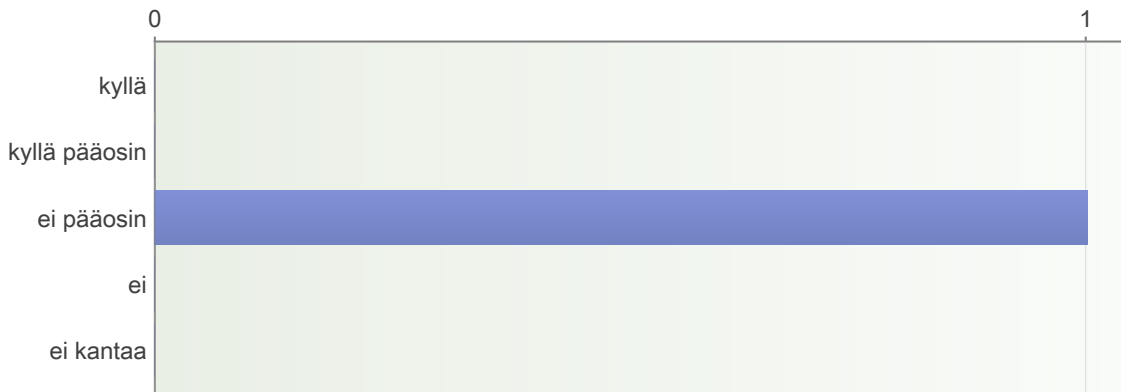 0 1
kyllä
kyllä pääosin
ei pääosin
ei
ei kantaa